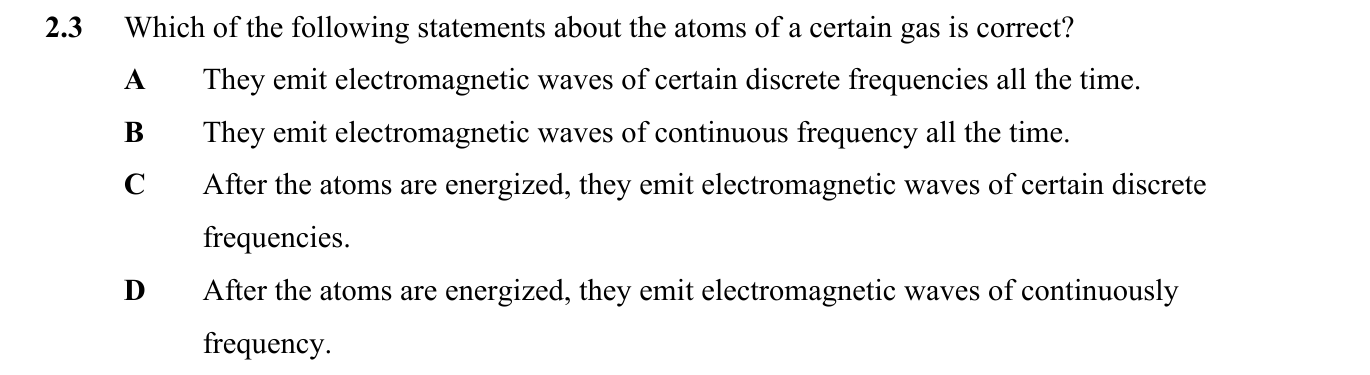 2.3 Which of the following statements about the atoms of a certain gas is correct?
A They emit electromagnetic waves of certain discrete frequencies all the time.
B They emit electromagnetic waves of continuous frequency all the time.
C After the atoms are energized, they emit electromagnetic waves of certain discrete
frequencies.
D After the atoms are energized, they emit electromagnetic waves of continuously
frequency.